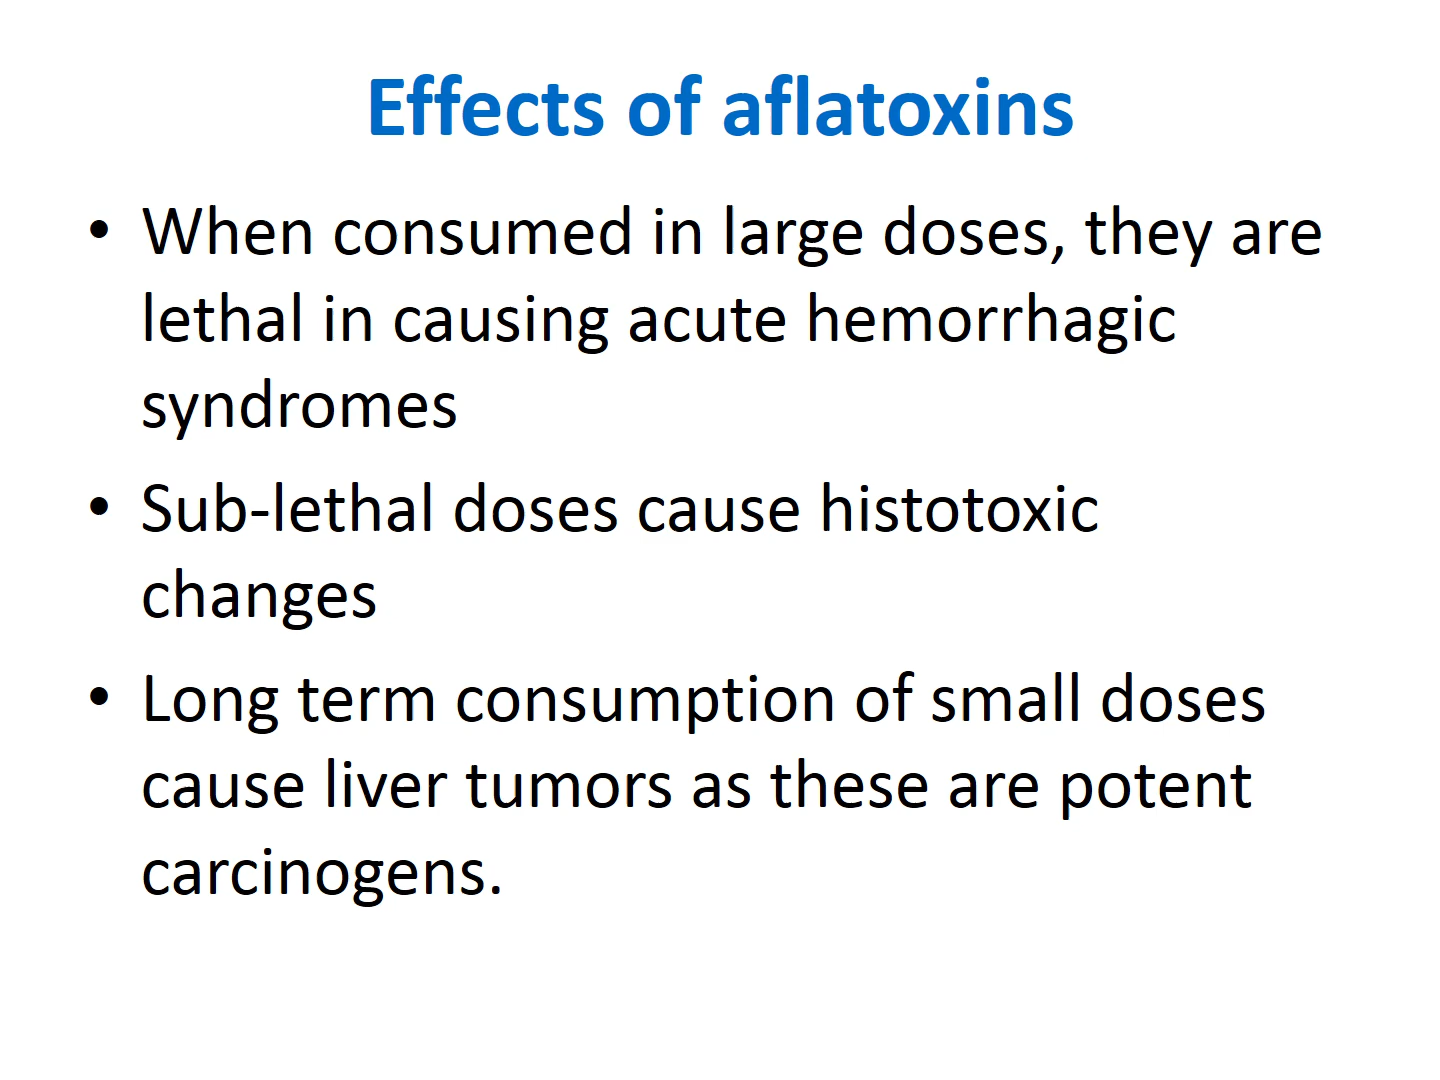 Effects of aflatoxins
• When consumed in large doses, they are
lethal in causing acute hemorrhagic
syndromes
• Sub-lethal doses cause histotoxic
changes
• Long term consumption of small doses
cause liver tumors as these are potent
carcinogens.